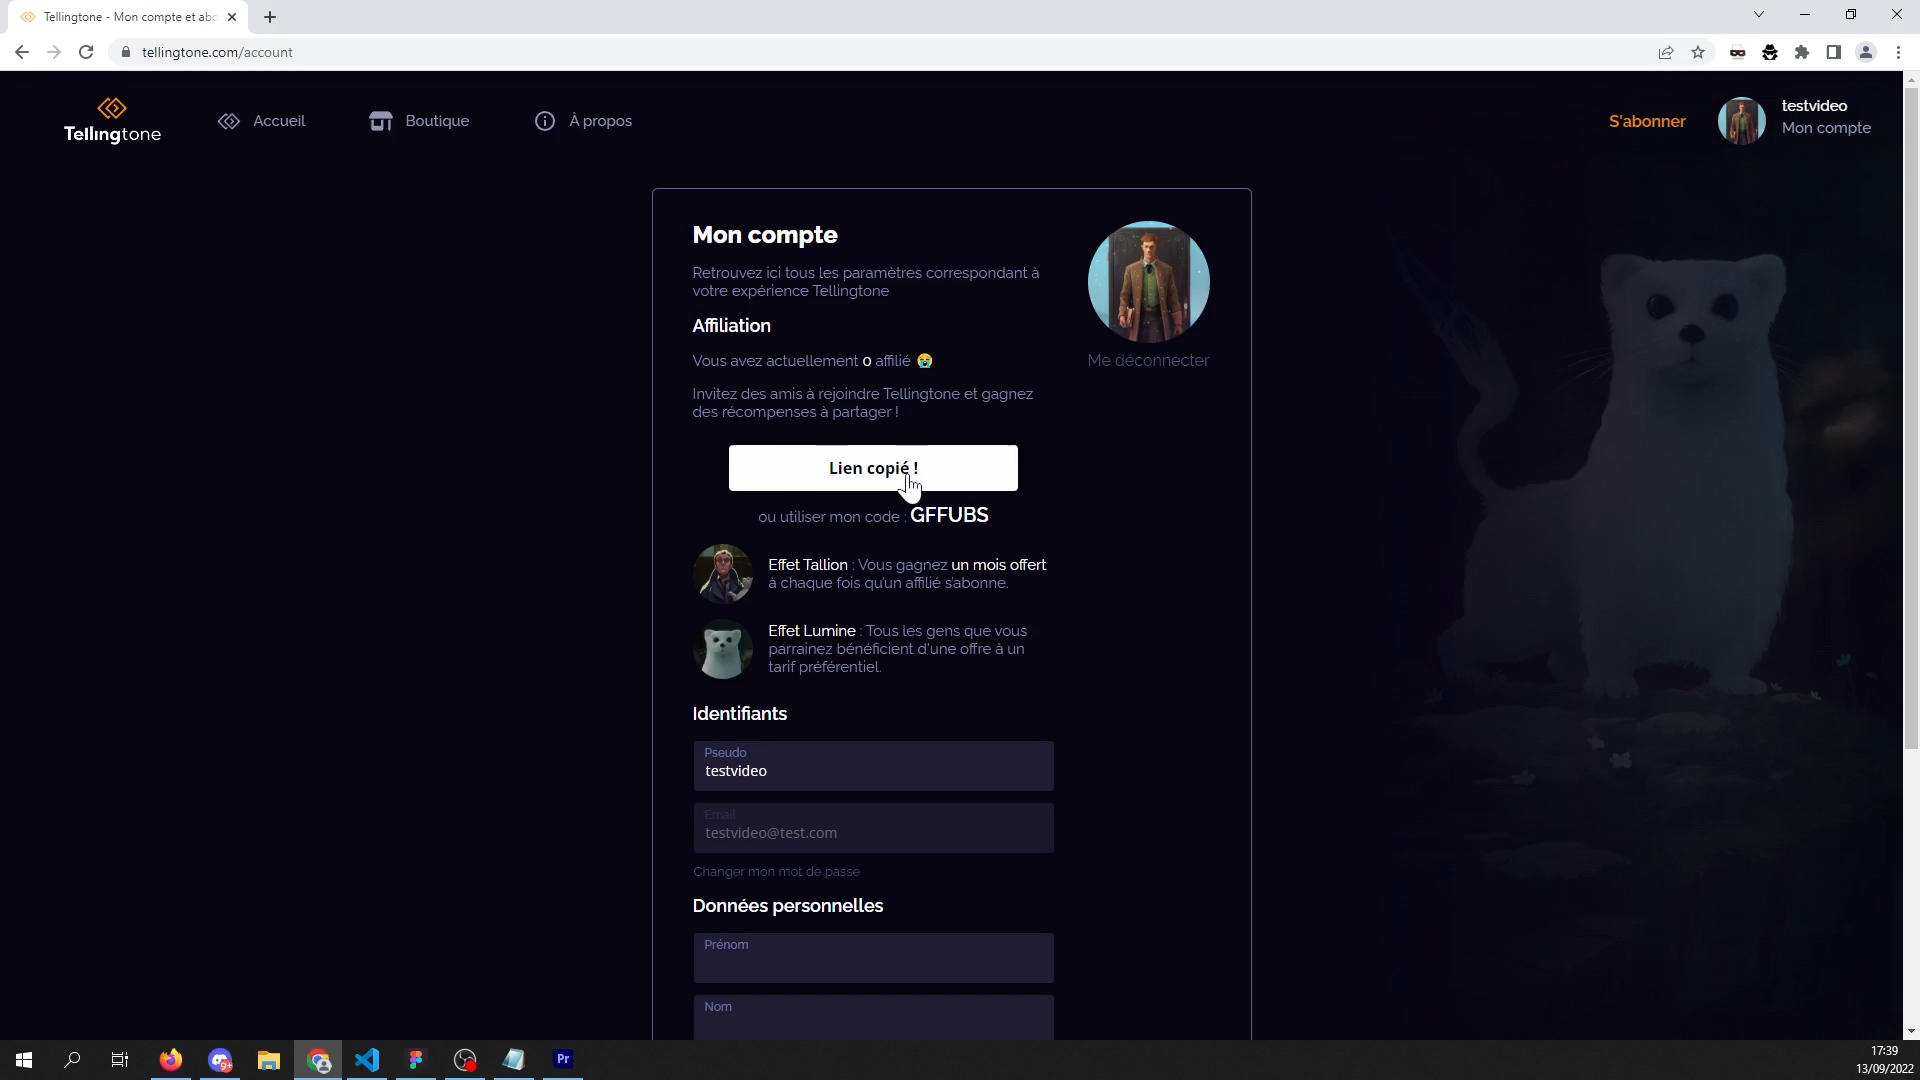 Tellingtone - Mon compte et abo
tellingtone.com/account
Tellingtone
Accueil
Boutique
À propos
S'abonner
testvideo
Mon compte
Mon compte
Retrouvez ici tous les paramètres correspondant à
votre expérience Tellingtone
Affiliation
Vous avez actuellement 0 affilié 😭
Invitez des amis à rejoindre Tellingtone et gagnez
des récompenses à partager !
Me déconnecter
Lien copié !
ou utiliser mon code : GFFUBS
Effet Tallion : Vous gagnez un mois offert
à chaque fois qu'un affilié s'abonne.
Effet Lumine : Tous les gens que vous
parrainez bénéficient d'une offre à un
tarif préférentiel.
Identifiants
Pseudo
testvideo
Email
testvideo@test.com
Changer mon mot de passe
Données personnelles
Prénom
Nom
9+
Pr
17:39
13/09/2022